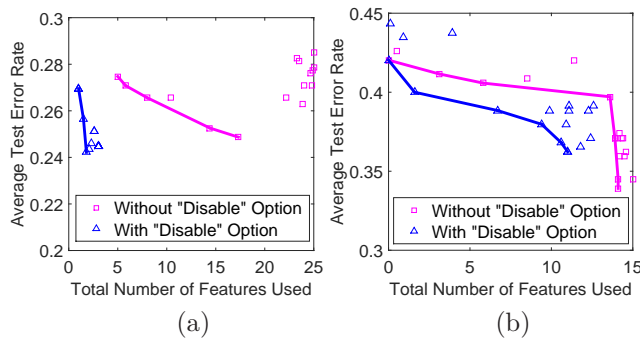 Average Test Error Rate
0.3
0.28
0.26
0.24
0.22
0.2
Without "Disable" Option
With "Disable" Option
0 5 10 15 20 25
Total Number of Features Used
(a)
Average Test Error Rate
0.45
0.4
0.35
0.3
Without "Disable" Option
With "Disable" Option
0 5 10 15
Total Number of Features Used
(b)